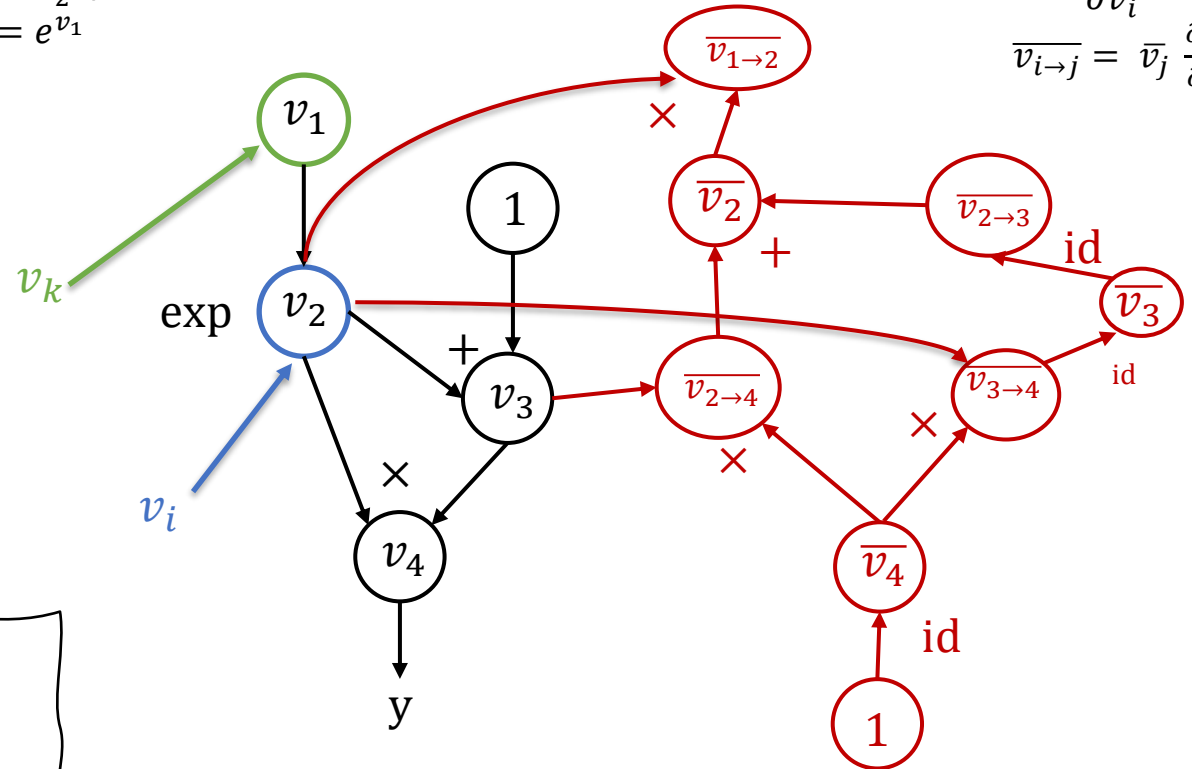 = e^{v_1}
\overline{v_{i→j}} = \overline{v}_j
\overline{v_{1→2}}
×
v_1
1
\overline{v_2}
\overline{v_{2→3}}
+
id
v_k
exp
v_2
\overline{v_3}
+
v_3
\overline{v_{2→4}}
\overline{v_{3→4}}
id
×
×
×
v_i
v_4
\overline{v_4}
id
y
1